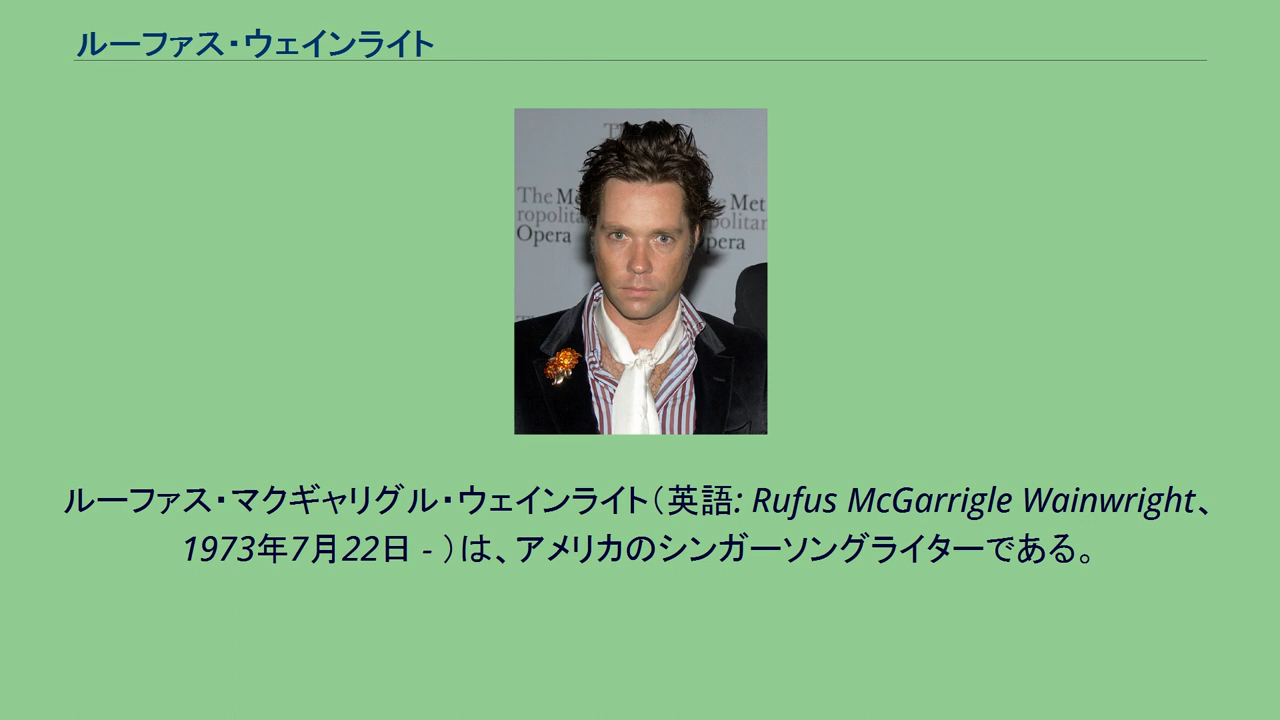 ルーファス・ウェインライト
The Met
ropolitan
Opera
The Met
ropolitan
Opera
ルーファス・マクギャリグル・ウェインライト（英語: Rufus McGarrigle Wainwright、
1973年7月22日 - ）は、アメリカのシンガーソングライターである。